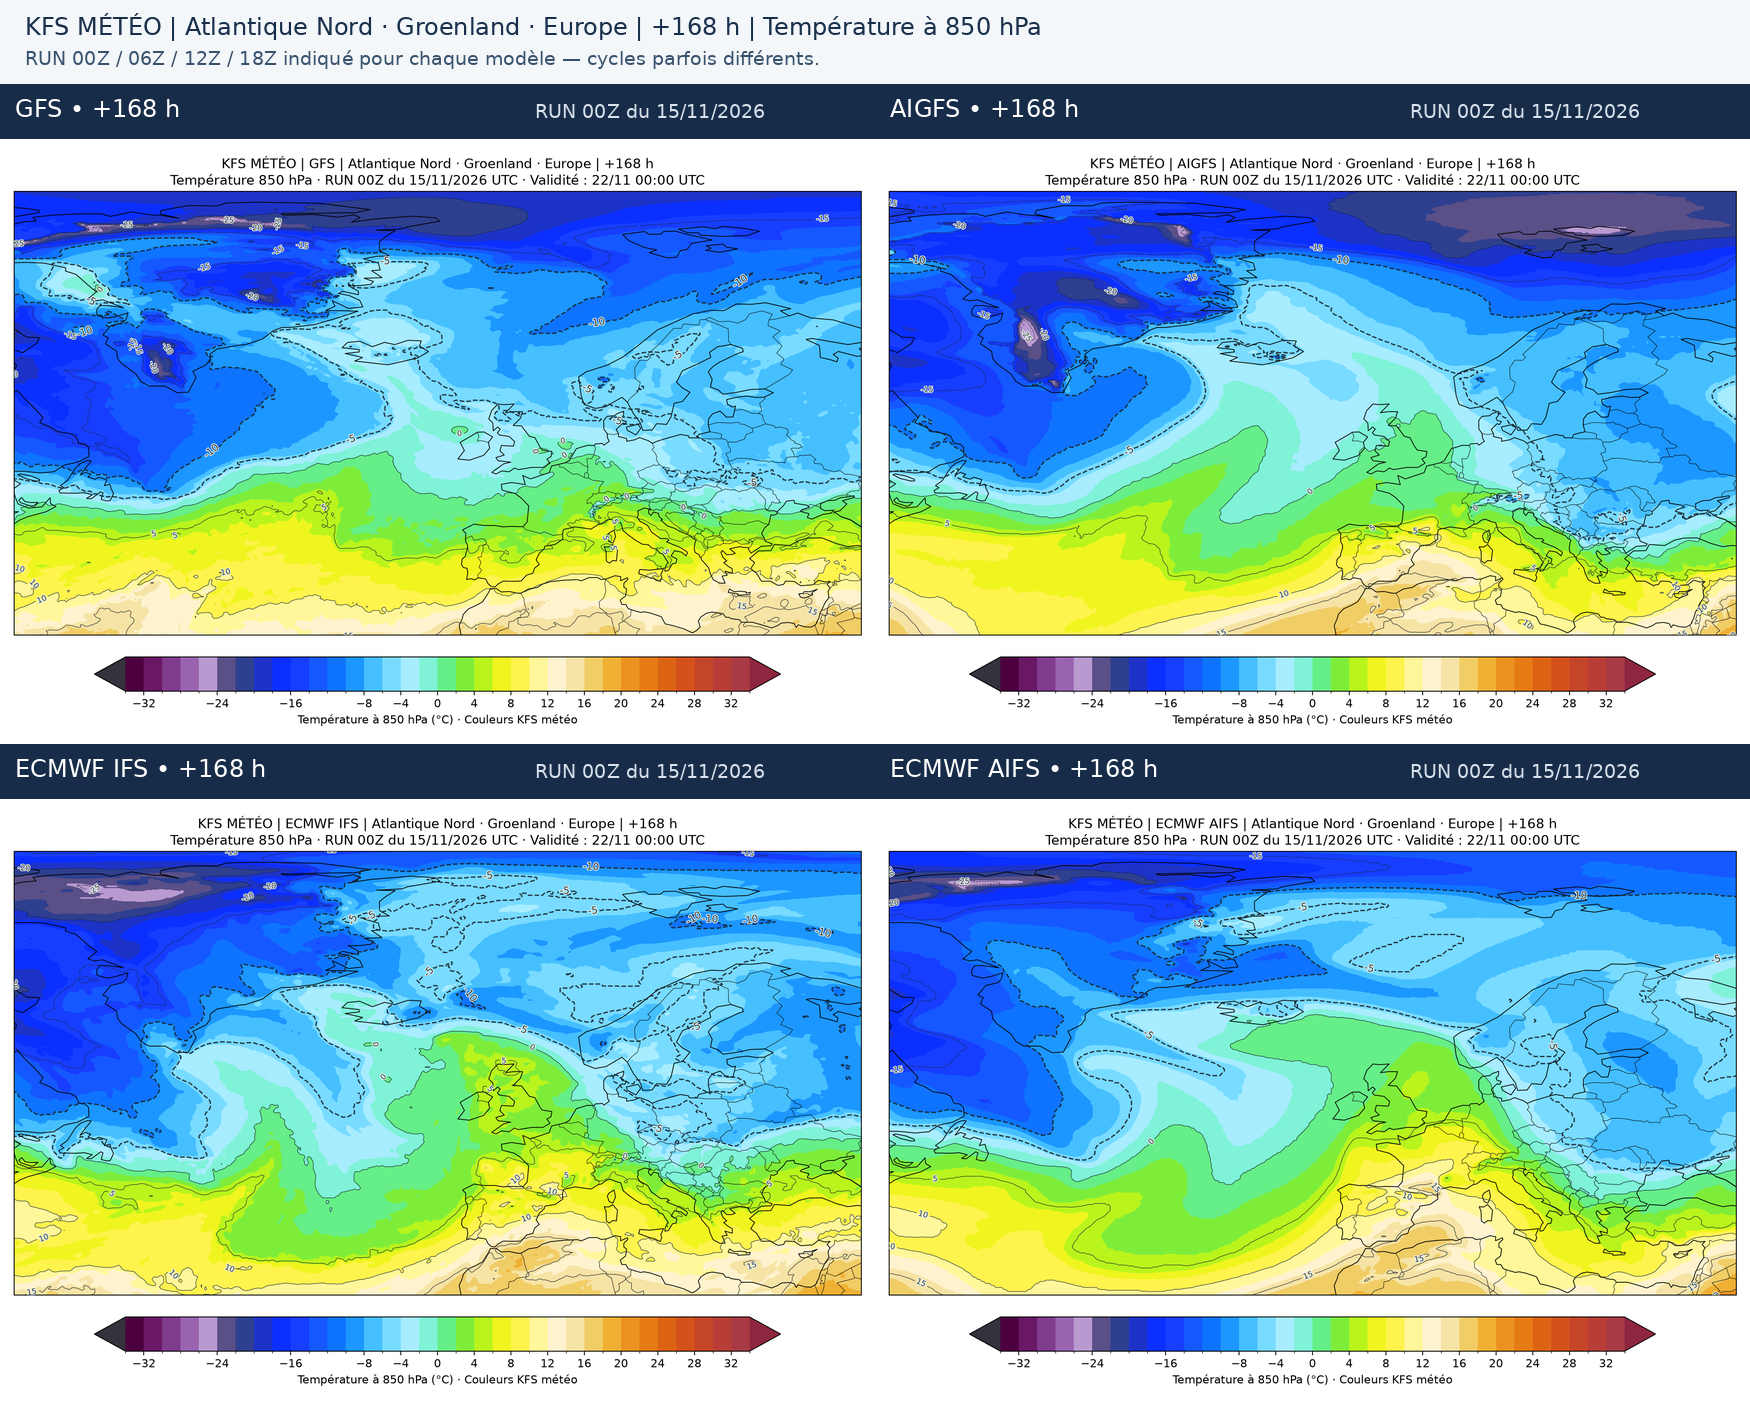 KFS MÉTÉO | Atlantique Nord · Groenland · Europe | +168 h | Température à 850 hPa
RUN 00Z / 06Z / 12Z / 18Z indiqué pour chaque modèle — cycles parfois différents.
GFS • +168 h RUN 00Z du 15/11/2026
AIGFS • +168 h RUN 00Z du 15/11/2026
KFS MÉTÉO | GFS | Atlantique Nord · Groenland · Europe | +168 h
Température 850 hPa · RUN 00Z du 15/11/2026 UTC · Validité : 22/11 00:00 UTC
KFS MÉTÉO | AIGFS | Atlantique Nord · Groenland · Europe | +168 h
Température 850 hPa · RUN 00Z du 15/11/2026 UTC · Validité : 22/11 00:00 UTC
−32 −24 −16 −8 −4 0 4 8 12 16 20 24 28 32
Température à 850 hPa (°C) · Couleurs KFS météo
−32 −24 −16 −8 −4 0 4 8 12 16 20 24 28 32
Température à 850 hPa (°C) · Couleurs KFS météo
ECMWF IFS • +168 h RUN 00Z du 15/11/2026
ECMWF AIFS • +168 h RUN 00Z du 15/11/2026
KFS MÉTÉO | ECMWF IFS | Atlantique Nord · Groenland · Europe | +168 h
Température 850 hPa · RUN 00Z du 15/11/2026 UTC · Validité : 22/11 00:00 UTC
KFS MÉTÉO | ECMWF AIFS | Atlantique Nord · Groenland · Europe | +168 h
Température 850 hPa · RUN 00Z du 15/11/2026 UTC · Validité : 22/11 00:00 UTC
−32 −24 −16 −8 −4 0 4 8 12 16 20 24 28 32
Température à 850 hPa (°C) · Couleurs KFS météo
−32 −24 −16 −8 −4 0 4 8 12 16 20 24 28 32
Température à 850 hPa (°C) · Couleurs KFS météo